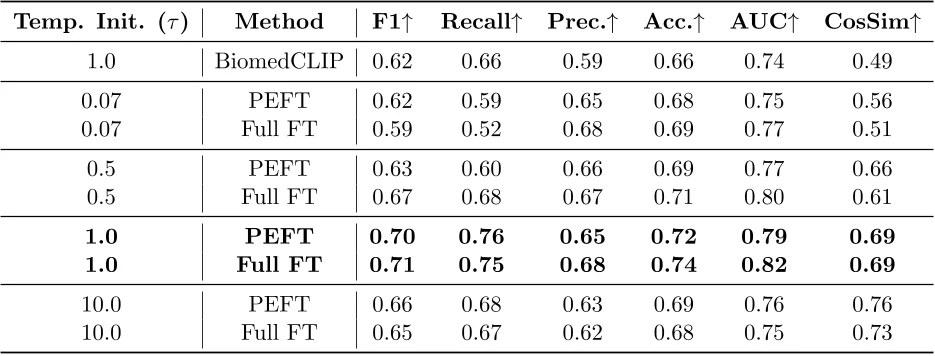 Temp. Init. (τ) Method F1↑ Recall↑ Prec.↑ Acc.↑ AUC↑ CosSim↑
1.0 BiomedCLIP 0.62 0.66 0.59 0.66 0.74 0.49
0.07 PEFT 0.62 0.59 0.65 0.68 0.75 0.56
0.07 Full FT 0.59 0.52 0.68 0.69 0.77 0.51
0.5 PEFT 0.63 0.60 0.66 0.69 0.77 0.66
0.5 Full FT 0.67 0.68 0.67 0.71 0.80 0.61
1.0 PEFT 0.70 0.76 0.65 0.72 0.79 0.69
1.0 Full FT 0.71 0.75 0.68 0.74 0.82 0.69
10.0 PEFT 0.66 0.68 0.63 0.69 0.76 0.76
10.0 Full FT 0.65 0.67 0.62 0.68 0.75 0.73